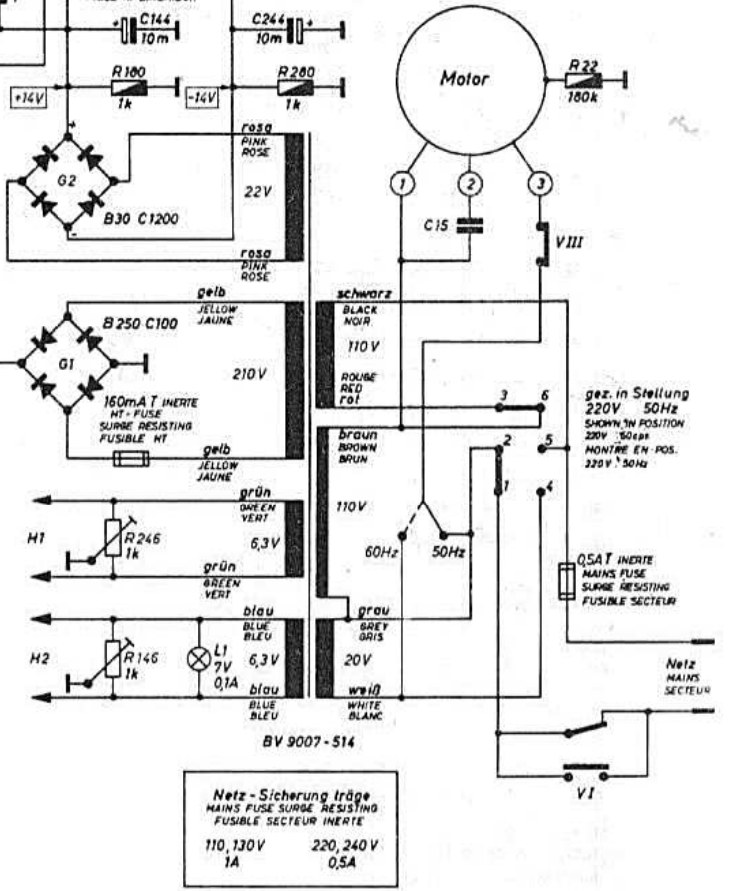 C144
10m
C244
10m
+14V
R180
1k
-14V
R280
1k
Motor
R22
180k
rosa
PINK
ROSE
22V
G2
B30 C1200
rosa
PINK
ROSE
1
2
3
C15
VIII
gelb
JELLOW
JAUNE
B250 C100
G1
210V
160mA T INERTE
HT-FUSE
SURGE RESISTING
FUSIBLE HT
gelb
JELLOW
JAUNE
schwarz
BLACK
NOIR
110V
ROUGE
RED
rot
3
6
braun
BROWN
BRUN
110V
2
5
1
4
60Hz
50Hz
gez. in Stellung
220V 50Hz
SHOWN IN POSITION
220V 50cps
MONTRÉ EN POS.
220V 50Hz
H1
R246
1k
grün
GREEN
VERT
6,3V
grün
GREEN
VERT
H2
R146
1k
L1
7V
0,1A
blau
BLUE
BLEU
6,3V
blau
BLUE
BLEU
grau
GREY
GRIS
20V
weiß
WHITE
BLANC
0,5AT INERTE
MAINS FUSE
SURGE RESISTING
FUSIBLE SECTEUR
Netz
MAINS
SECTEUR
VI
BV 9007-514
Netz-Sicherung träge
MAINS FUSE SURGE RESISTING
FUSIBLE SECTEUR INERTE
110,130V 220,240V
1A 0,5A